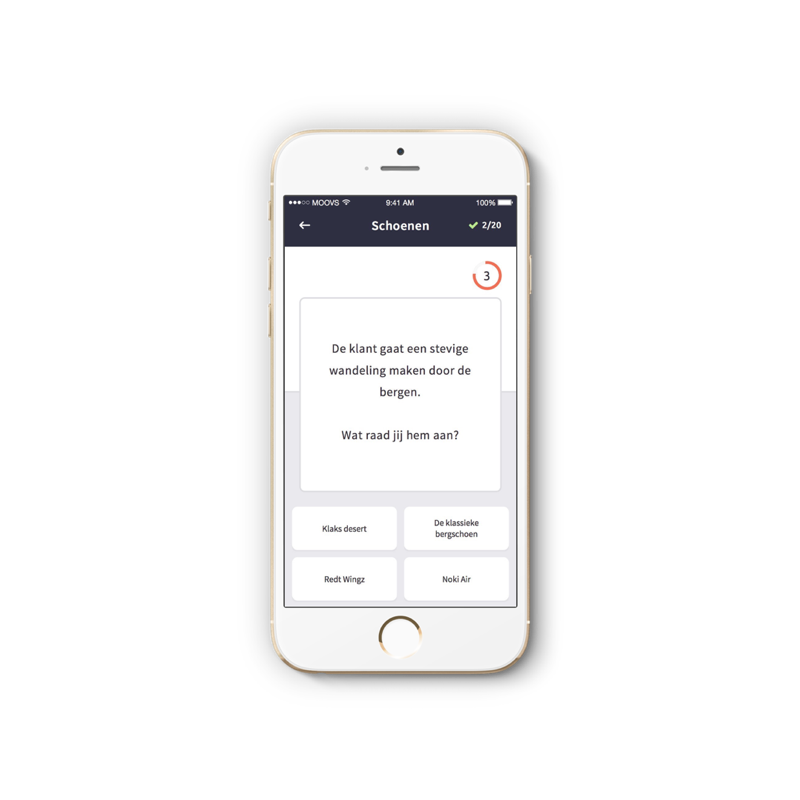 MOOVS 9:41 AM 100%
Schoenen 2/20
3
De klant gaat een stevige
wandeling maken door de
bergen.
Wat raad jij hem aan?
Klaks desert
De klassieke
bergschoen
Redt Wingz
Noki Air